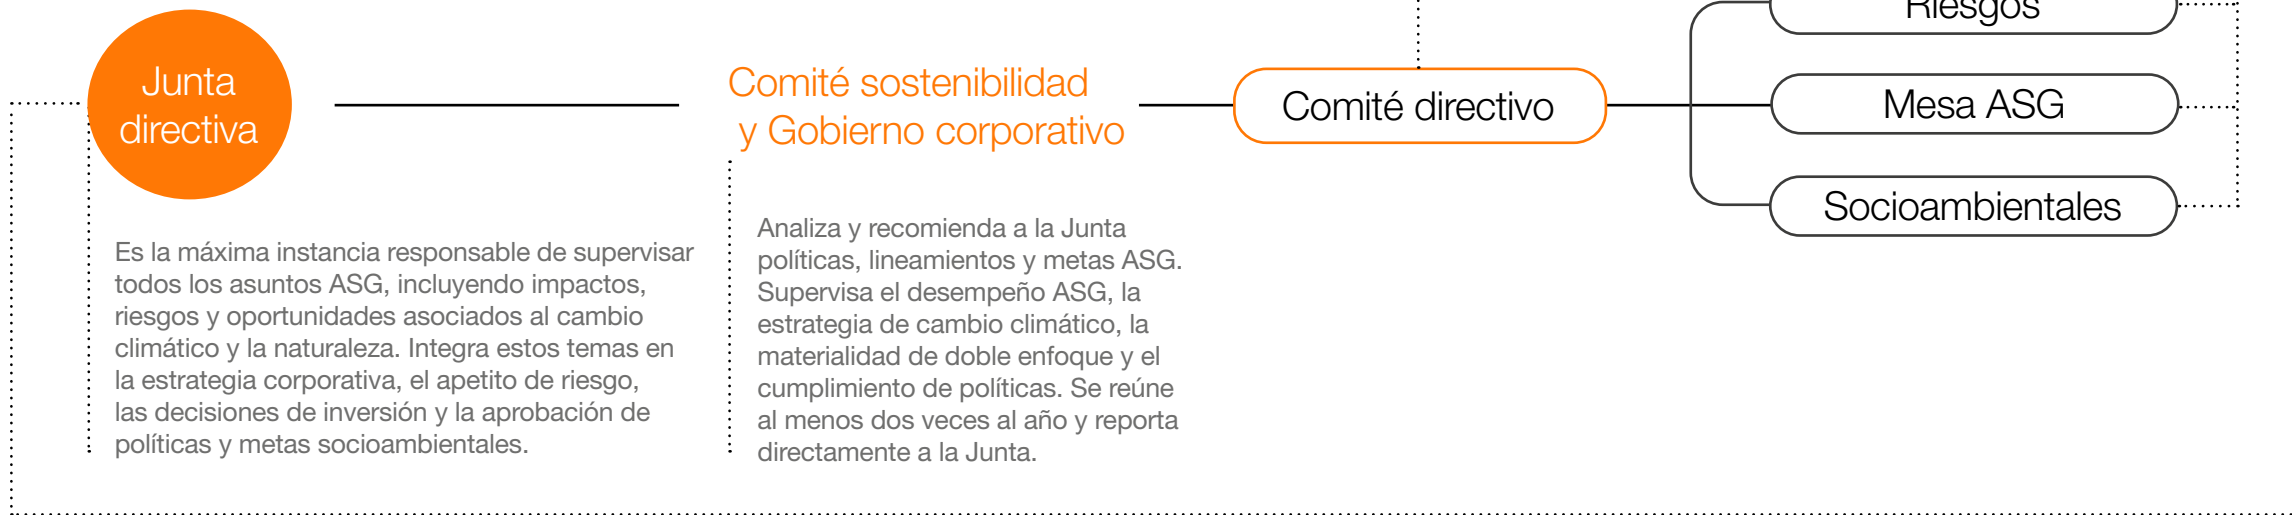 Junta
directiva
Es la máxima instancia responsable de supervisar
todos los asuntos ASG, incluyendo impactos,
riesgos y oportunidades asociados al cambio
climático y la naturaleza. Integra estos temas en
la estrategia corporativa, el apetito de riesgo,
las decisiones de inversión y la aprobación de
políticas y metas socioambientales.
Comité sostenibilidad
y Gobierno corporativo
Analiza y recomienda a la Junta
políticas, lineamientos y metas ASG.
Supervisa el desempeño ASG, la
estrategia de cambio climático, la
materialidad de doble enfoque y el
cumplimiento de políticas. Se reúne
al menos dos veces al año y reporta
directamente a la Junta.
Comité directivo
Riesgos
Mesa ASG
Socioambientales